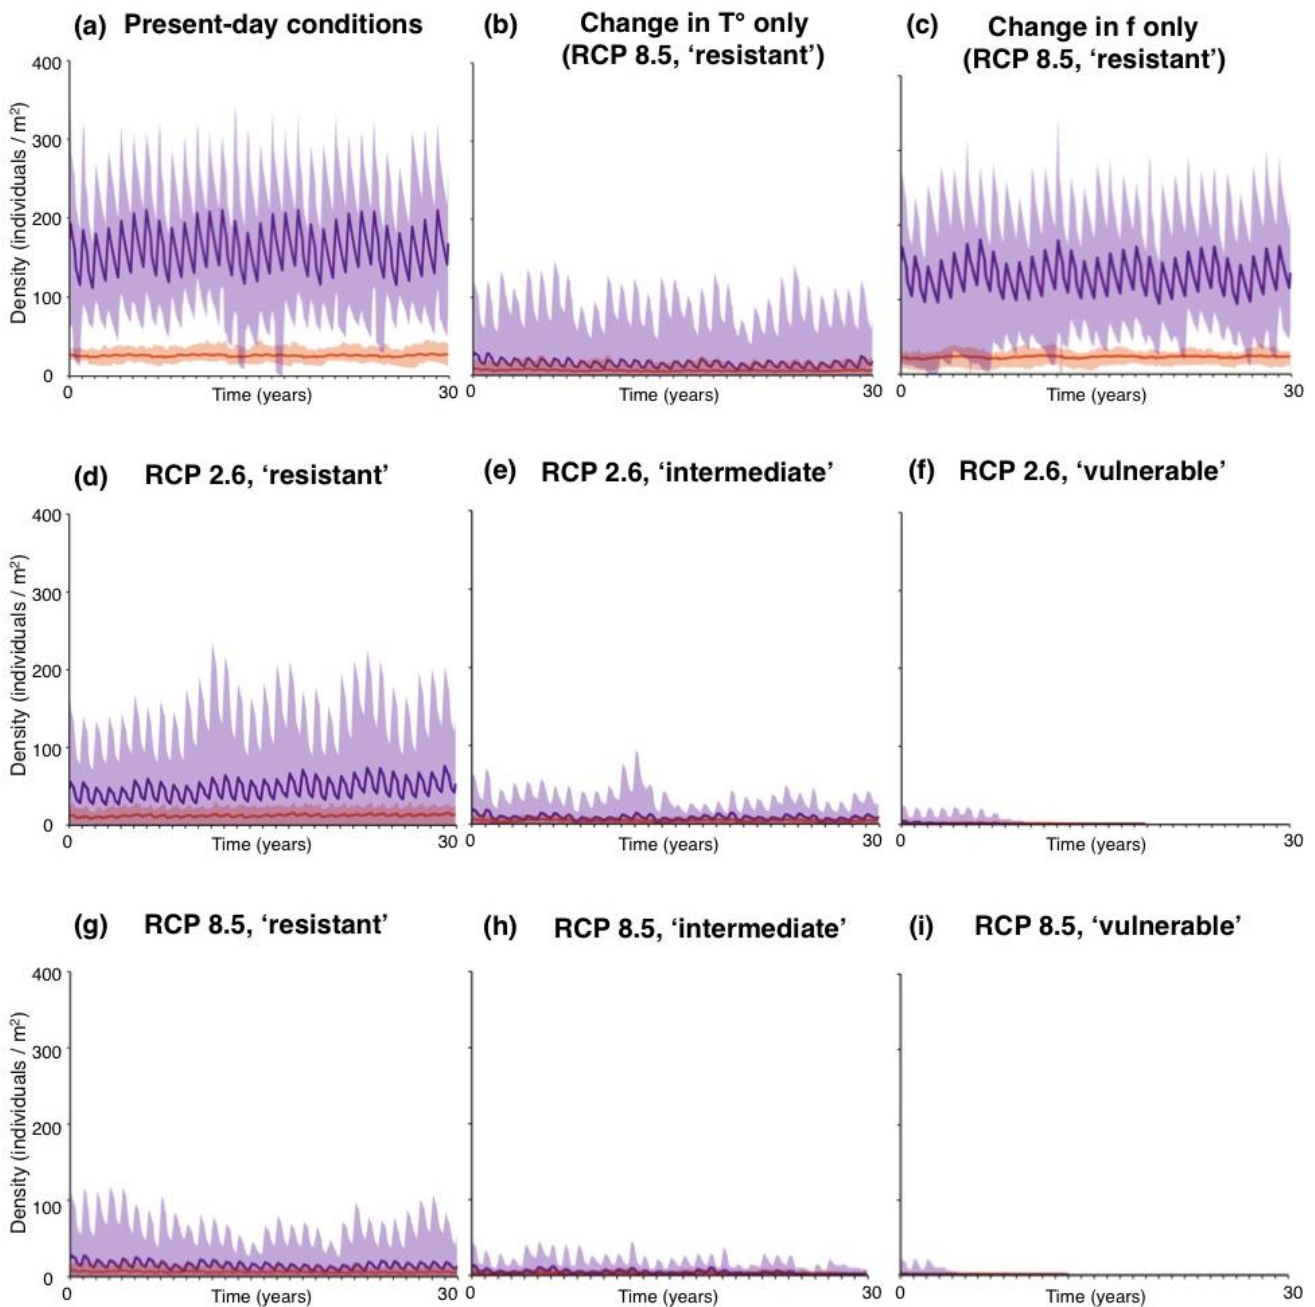 (a) Present-day conditions
(b) Change in T° only
(RCP 8.5, ‘resistant’)
(c) Change in f only
(RCP 8.5, ‘resistant’)
Density (individuals / m²)
400
300
200
100
0
0 Time (years) 30
Time (years) 30
0 Time (years) 30
(d) RCP 2.6, ‘resistant’
(e) RCP 2.6, ‘intermediate’
(f) RCP 2.6, ‘vulnerable’
Density (individuals / m²)
400
300
200
100
0
0 Time (years) 30
0 Time (years) 30
0 Time (years) 30
(g) RCP 8.5, ‘resistant’
(h) RCP 8.5, ‘intermediate’
(i) RCP 8.5, ‘vulnerable’
Density (individuals / m²)
400
300
200
100
0
0 Time (years) 30
0 Time (years) 30
0 Time (years) 30